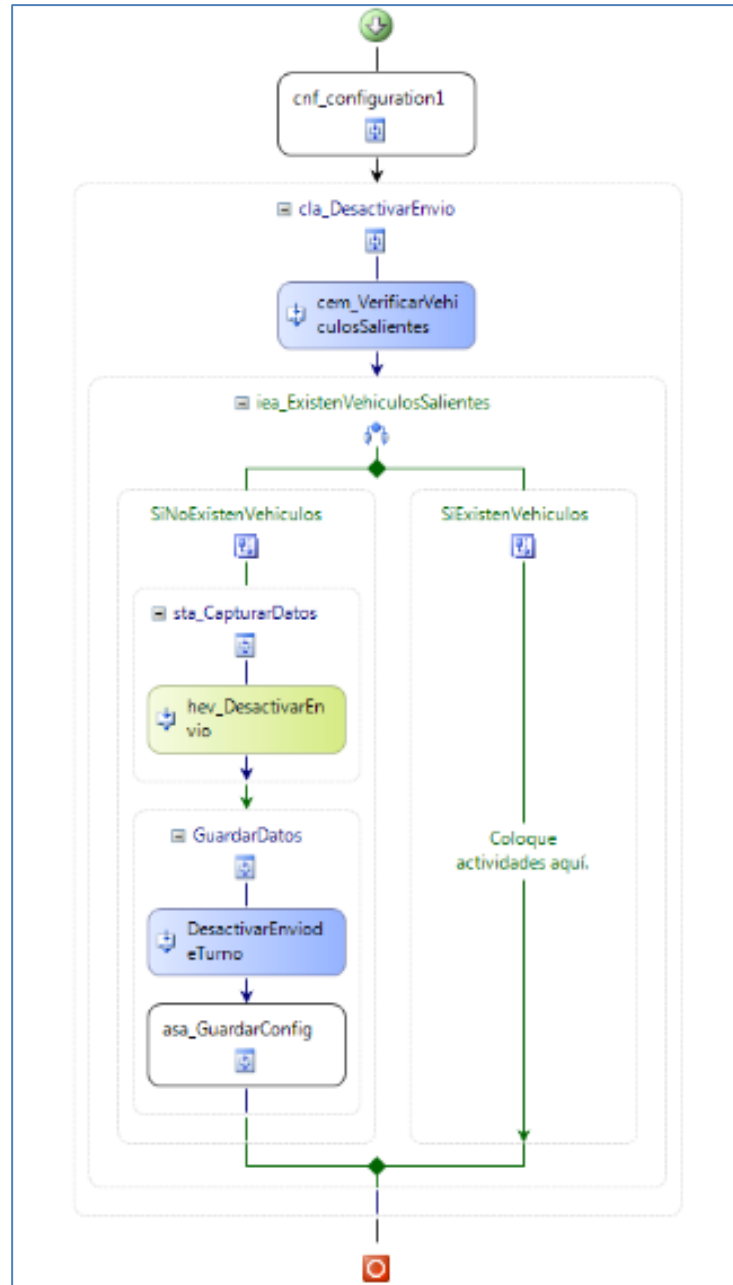 cnf_configuration1
cla_DesactivarEnvio
cem_VerificarVehi
culosSalientes
iea_ExistenVehiculosSalientes
SiNoExistenVehiculos
SiExistenVehiculos
sta_CapturarDatos
hev_DesactivarEn
vio
GuardarDatos
Coloque
actividades aquí.
DesactivarEnviod
eTurno
asa_GuardarConfig